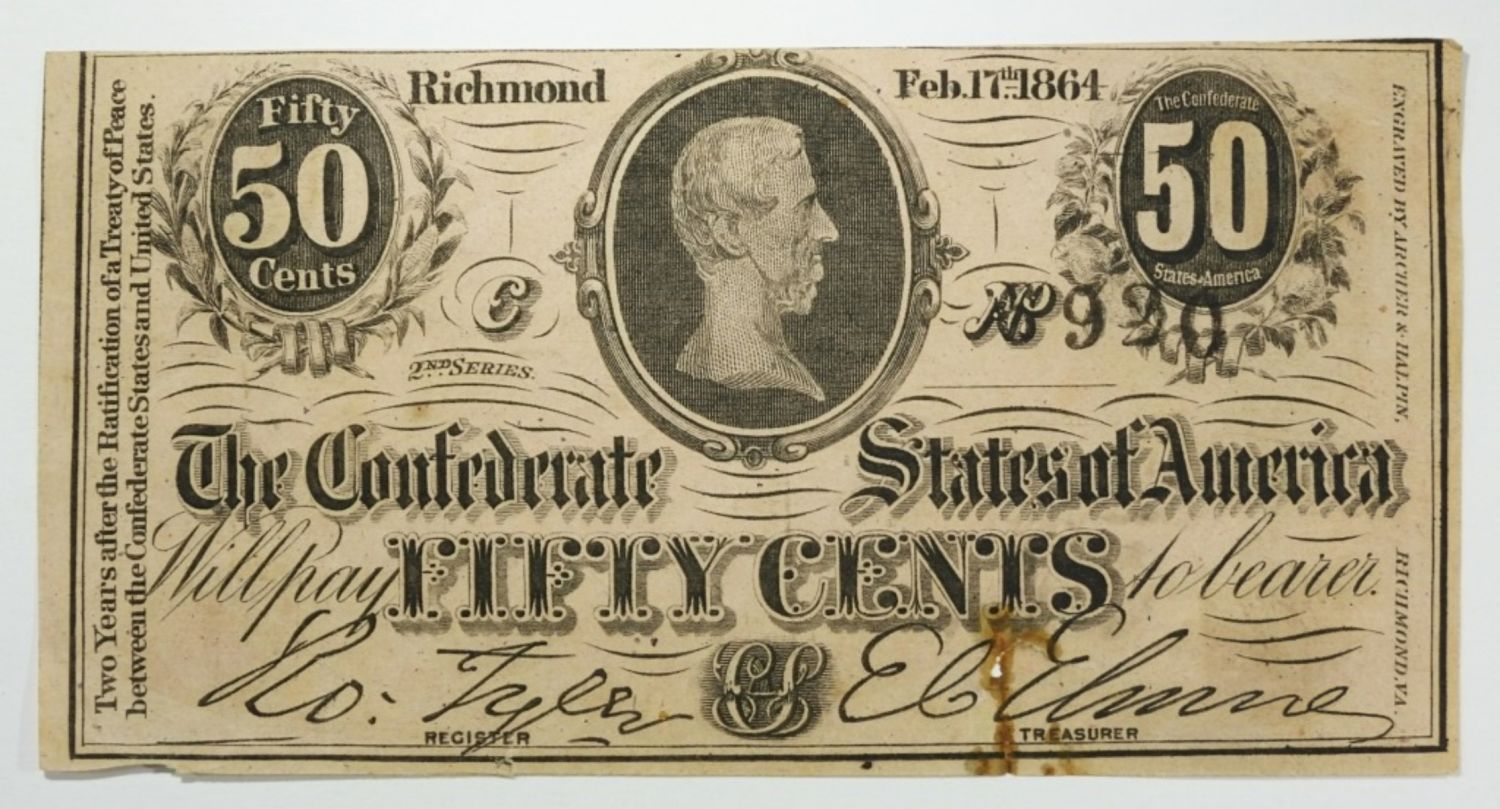 Two Years after the Ratification of a Treaty of Peace
between the Confederate States and United States.
Fifty
50
Cents
Richmond
Feb. 17th 1864
The Confederate
50
States of America
C
2ND SERIES.
No 920
The Confederate States of America
Will pay FIFTY CENTS to bearer.
Ro: Tyler
REGISTER
CS
E C Elmore
TREASURER
ENGRAVED BY ARCHER & HALPIN,
RICHMOND, VA.